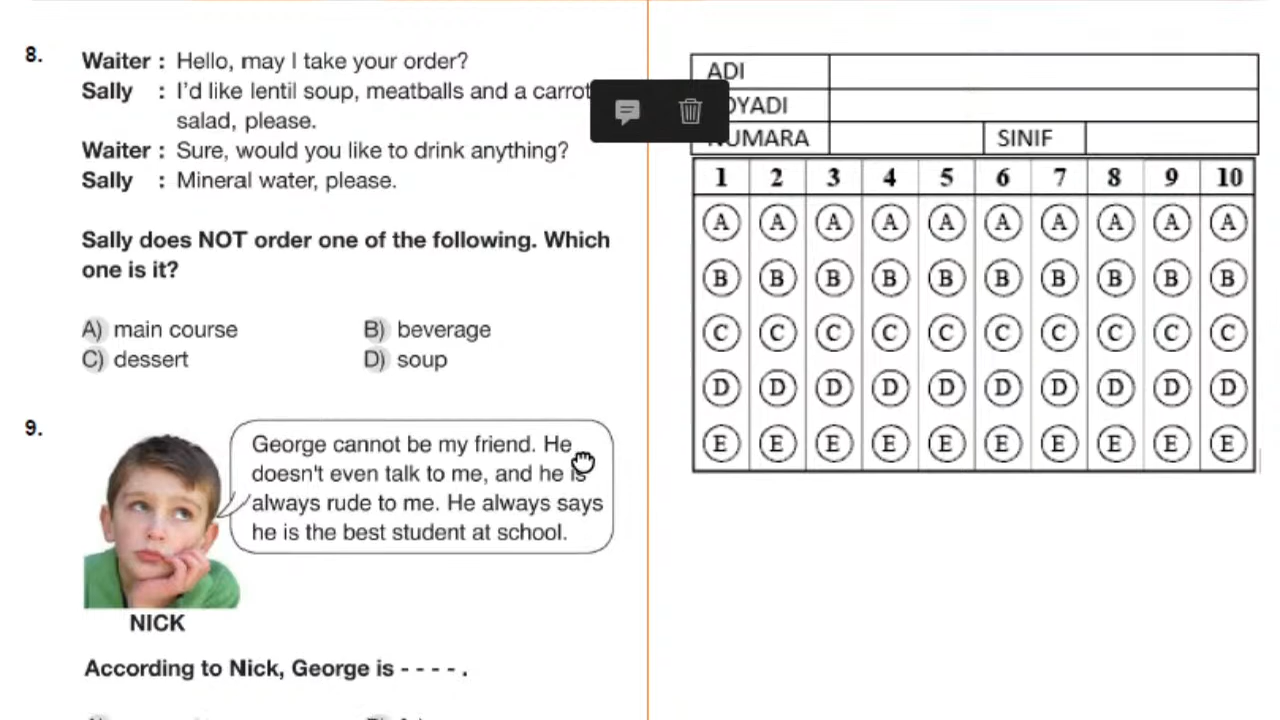 8.
Waiter : Hello, may I take your order?
Sally : I'd like lentil soup, meatballs and a carrot
salad, please.
Waiter : Sure, would you like to drink anything?
Sally : Mineral water, please.
Sally does NOT order one of the following. Which
one is it?
A) main course B) beverage
C) dessert D) soup
9.
George cannot be my friend. He
doesn't even talk to me, and he is
always rude to me. He always says
he is the best student at school.
NICK
According to Nick, George is - - - - .
ADI
OYADI
NUMARA SINIF
1 2 3 4 5 6 7 8 9 10
A A A A A A A A A A
B B B B B B B B B B
C C C C C C C C C C
D D D D D D D D D D
E E E E E E E E E E